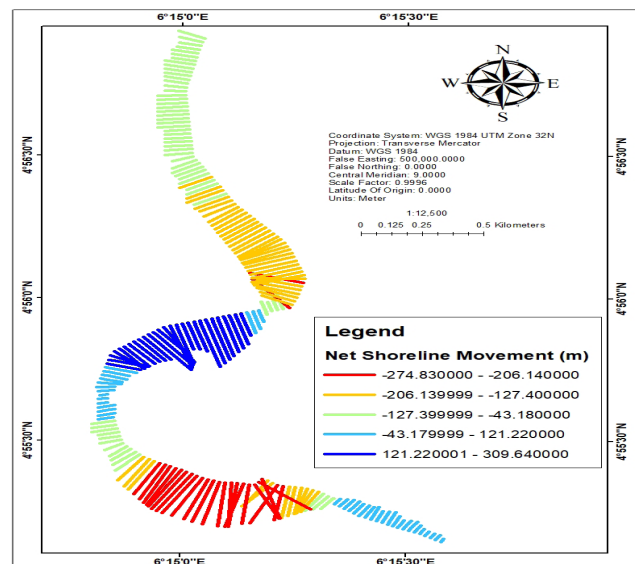 6°15'0"E 6°15'30"E
N
W E
S
4°56'30"N 4°56'30"N
Coordinate System: WGS 1984 UTM Zone 32N
Projection: Transverse Mercator
Datum: WGS 1984
False Easting: 500,000.0000
False Northing: 0.0000
Central Meridian: 9.0000
Scale Factor: 0.9996
Latitude Of Origin: 0.0000
Units: Meter
1:12,500
0 0.125 0.25 0.5 Kilometers
4°56'0"N 4°56'0"N
Legend
Net Shoreline Movement (m)
-274.830000 - -206.140000
-206.139999 - -127.400000
-127.399999 - -43.180000
-43.179999 - 121.220000
121.220001 - 309.640000
4°55'30"N 4°55'30"N
6°15'0"E 6°15'30"E